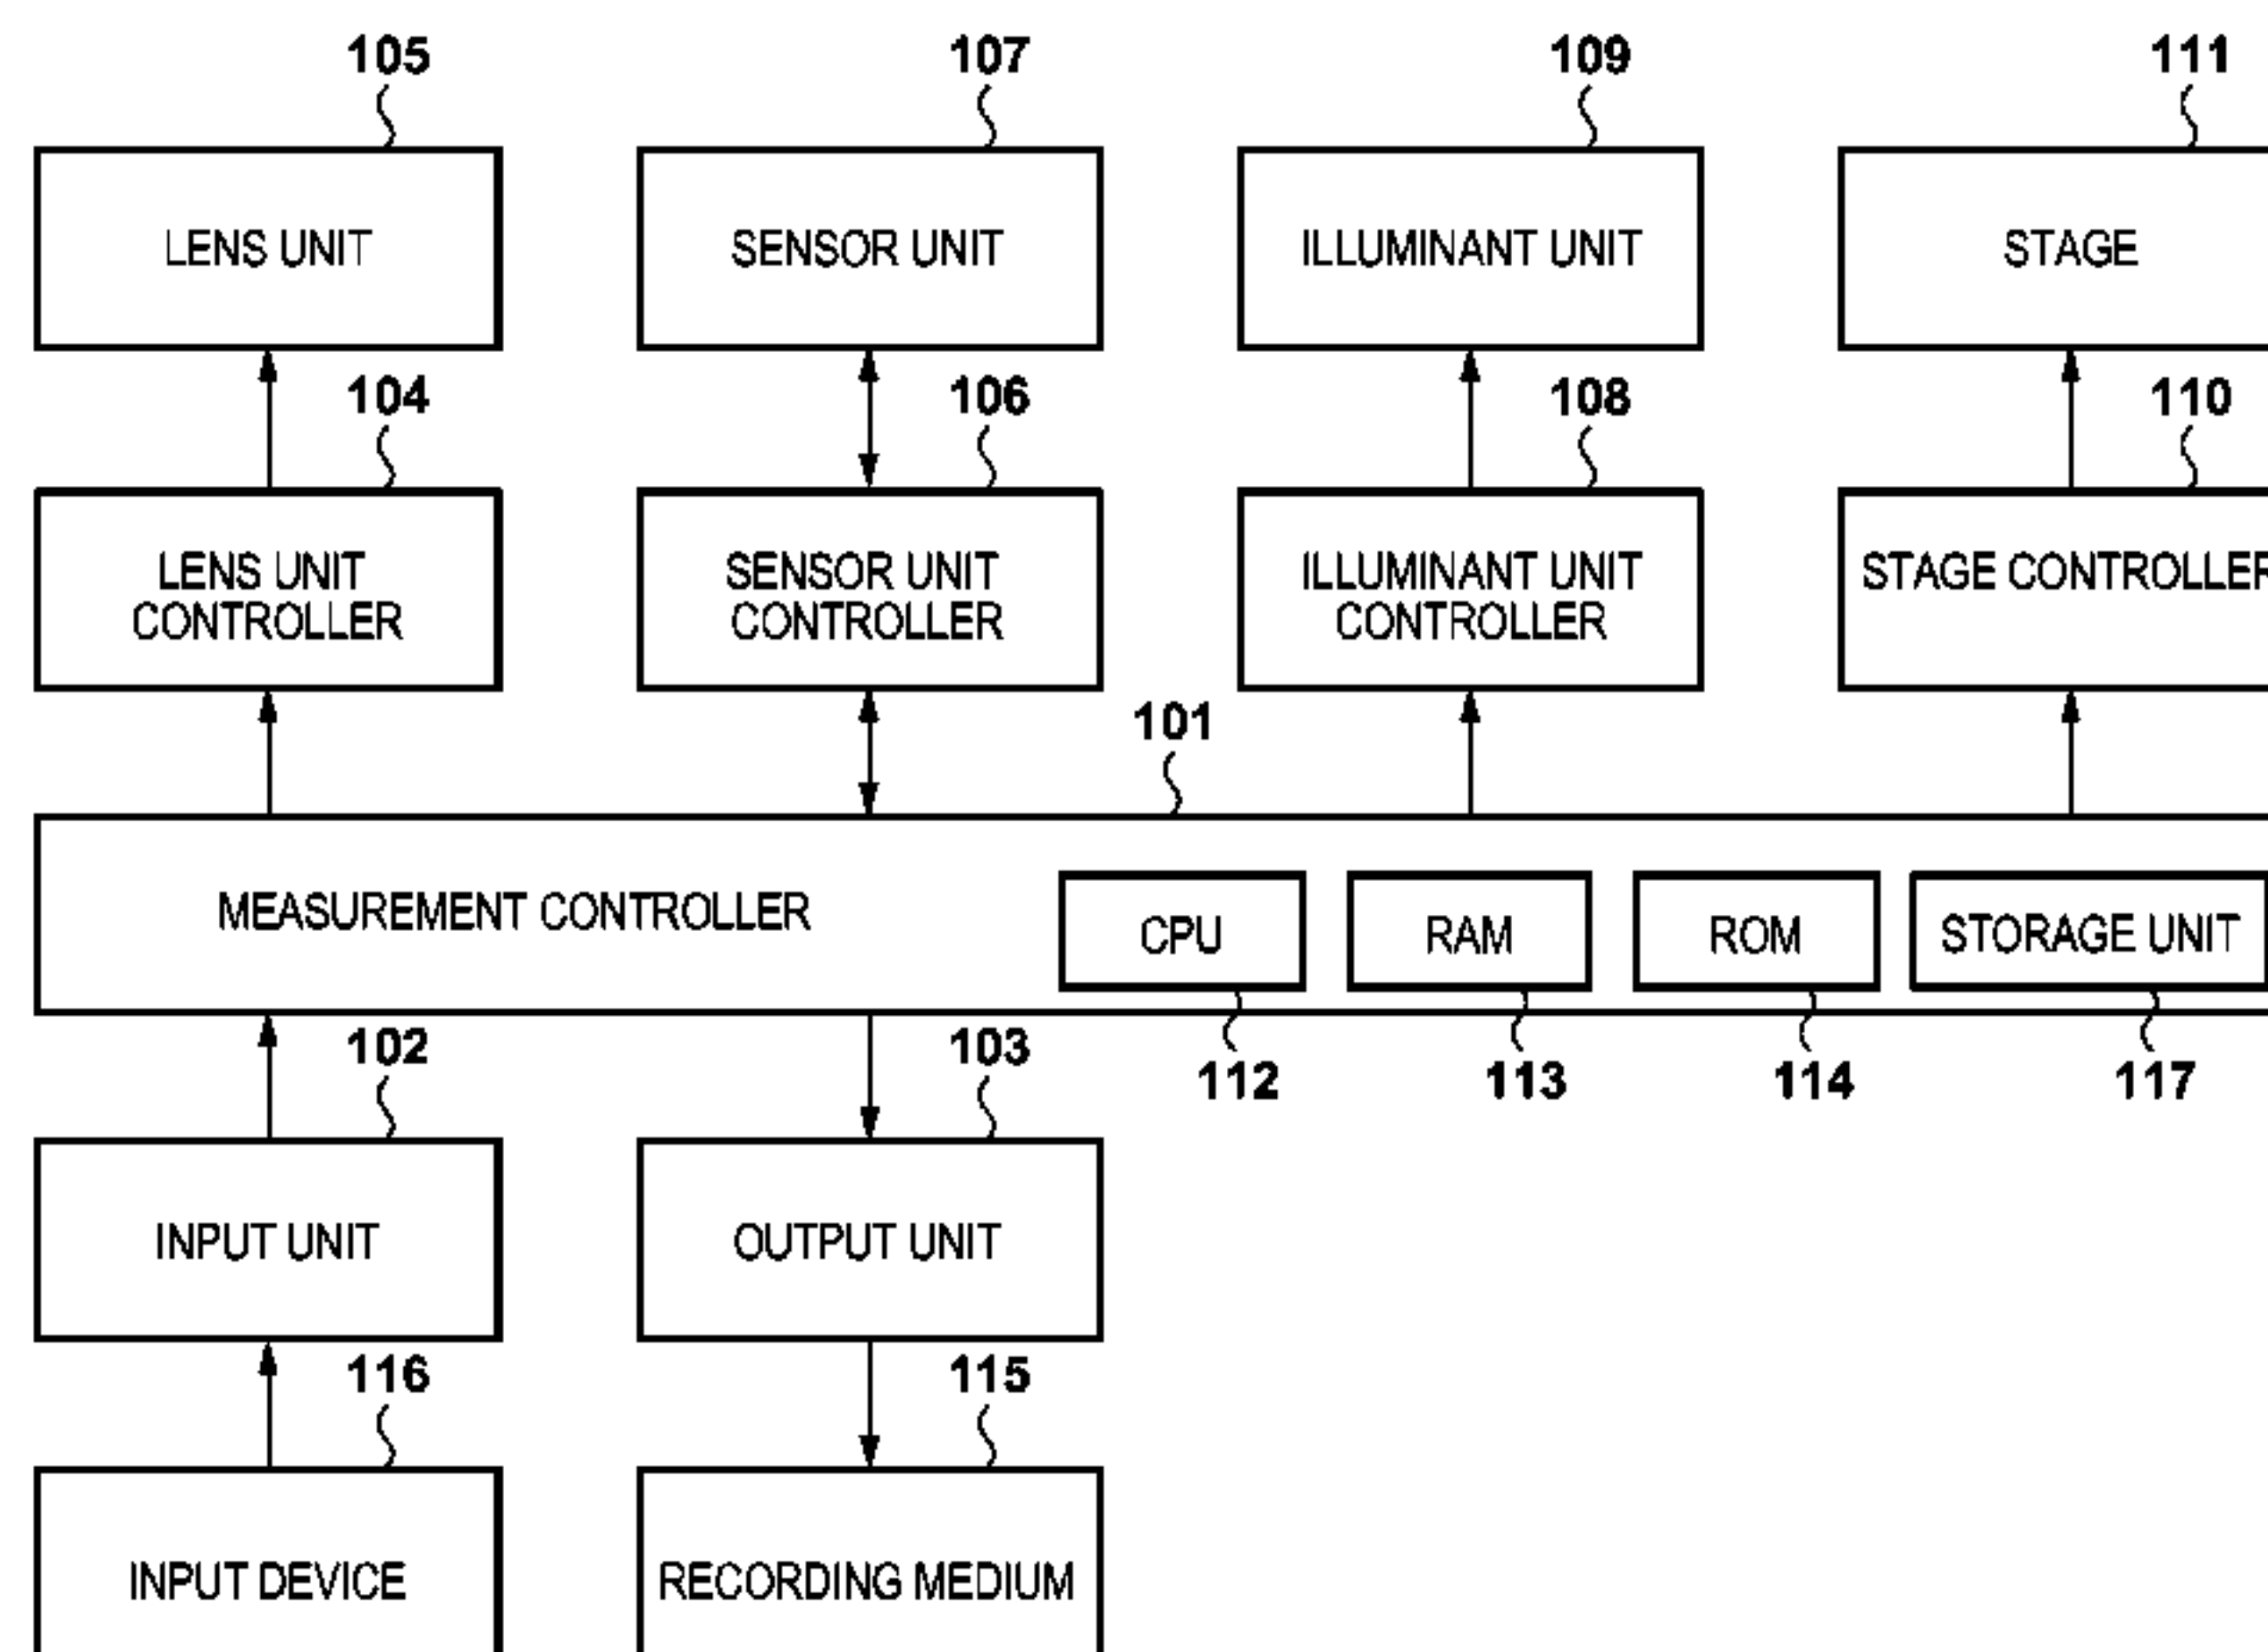 105
107
109
111
LENS UNIT
SENSOR UNIT
ILLUMINANT UNIT
STAGE
104
106
108
110
LENS UNIT
CONTROLLER
SENSOR UNIT
CONTROLLER
ILLUMINANT UNIT
CONTROLLER
STAGE CONTROLLER
101
MEASUREMENT CONTROLLER
CPU
RAM
ROM
STORAGE UNIT
102
103
112
113
114
117
INPUT UNIT
OUTPUT UNIT
116
115
INPUT DEVICE
RECORDING MEDIUM